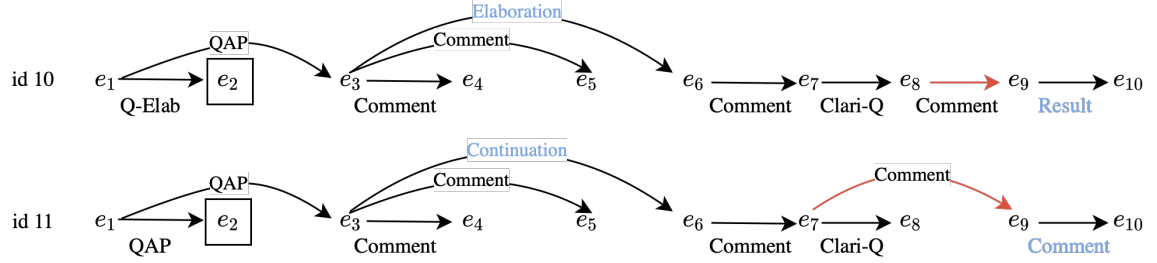 Elaboration
QAP Comment
id 10 e1 e2 e3 e4 e5 e6 e7 e8 e9 e10
Q-Elab Comment Comment Clari-Q Comment Result
Continuation
QAP Comment Comment
id 11 e1 e2 e3 e4 e5 e6 e7 e8 e9 e10
QAP Comment Comment Clari-Q Comment